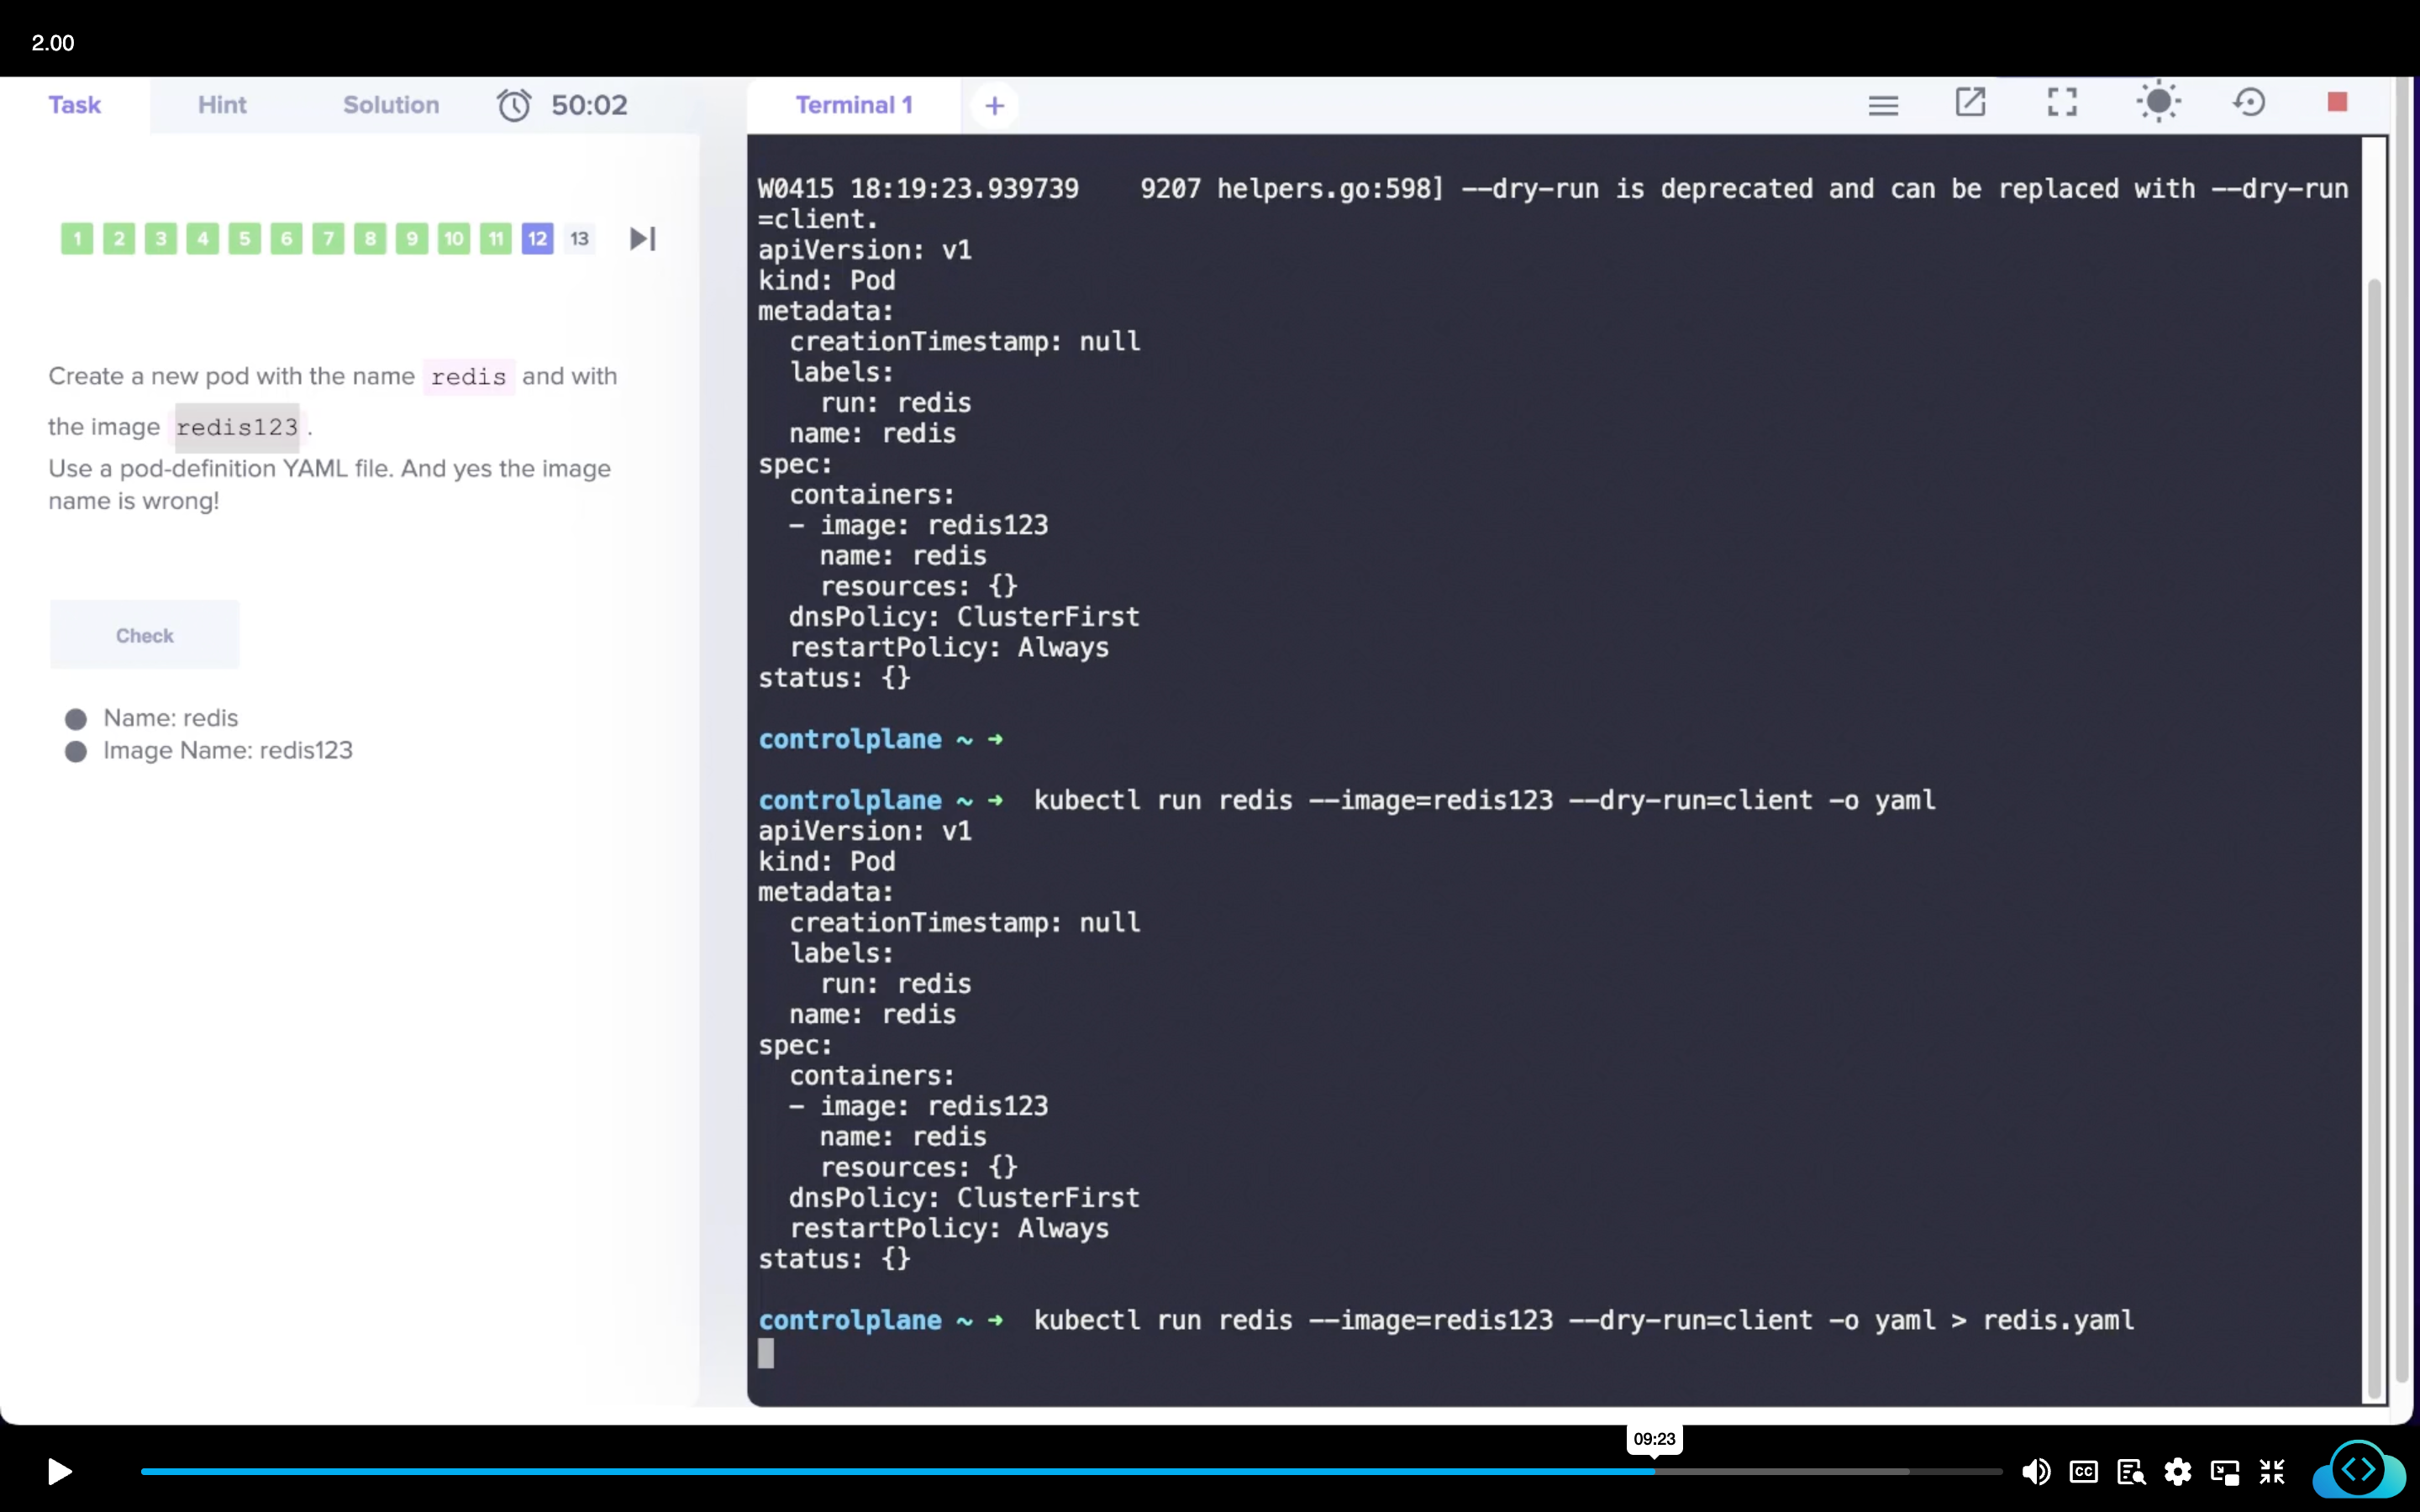 2.00
Task Hint Solution 50:02
1 2 3 4 5 6 7 8 9 10 11 12 13
Create a new pod with the name redis and with
the image redis123 .
Use a pod-definition YAML file. And yes the image
name is wrong!
Check
Name: redis
Image Name: redis123
Terminal 1 +
W0415 18:19:23.939739    9207 helpers.go:598] --dry-run is deprecated and can be replaced with --dry-run
=client.
apiVersion: v1
kind: Pod
metadata:
  creationTimestamp: null
  labels:
    run: redis
  name: redis
spec:
  containers:
  - image: redis123
    name: redis
    resources: {}
  dnsPolicy: ClusterFirst
  restartPolicy: Always
status: {}
controlplane ~ ➜
controlplane ~ ➜  kubectl run redis --image=redis123 --dry-run=client -o yaml
apiVersion: v1
kind: Pod
metadata:
  creationTimestamp: null
  labels:
    run: redis
  name: redis
spec:
  containers:
  - image: redis123
    name: redis
    resources: {}
  dnsPolicy: ClusterFirst
  restartPolicy: Always
status: {}
controlplane ~ ➜  kubectl run redis --image=redis123 --dry-run=client -o yaml > redis.yaml
09:23
CC